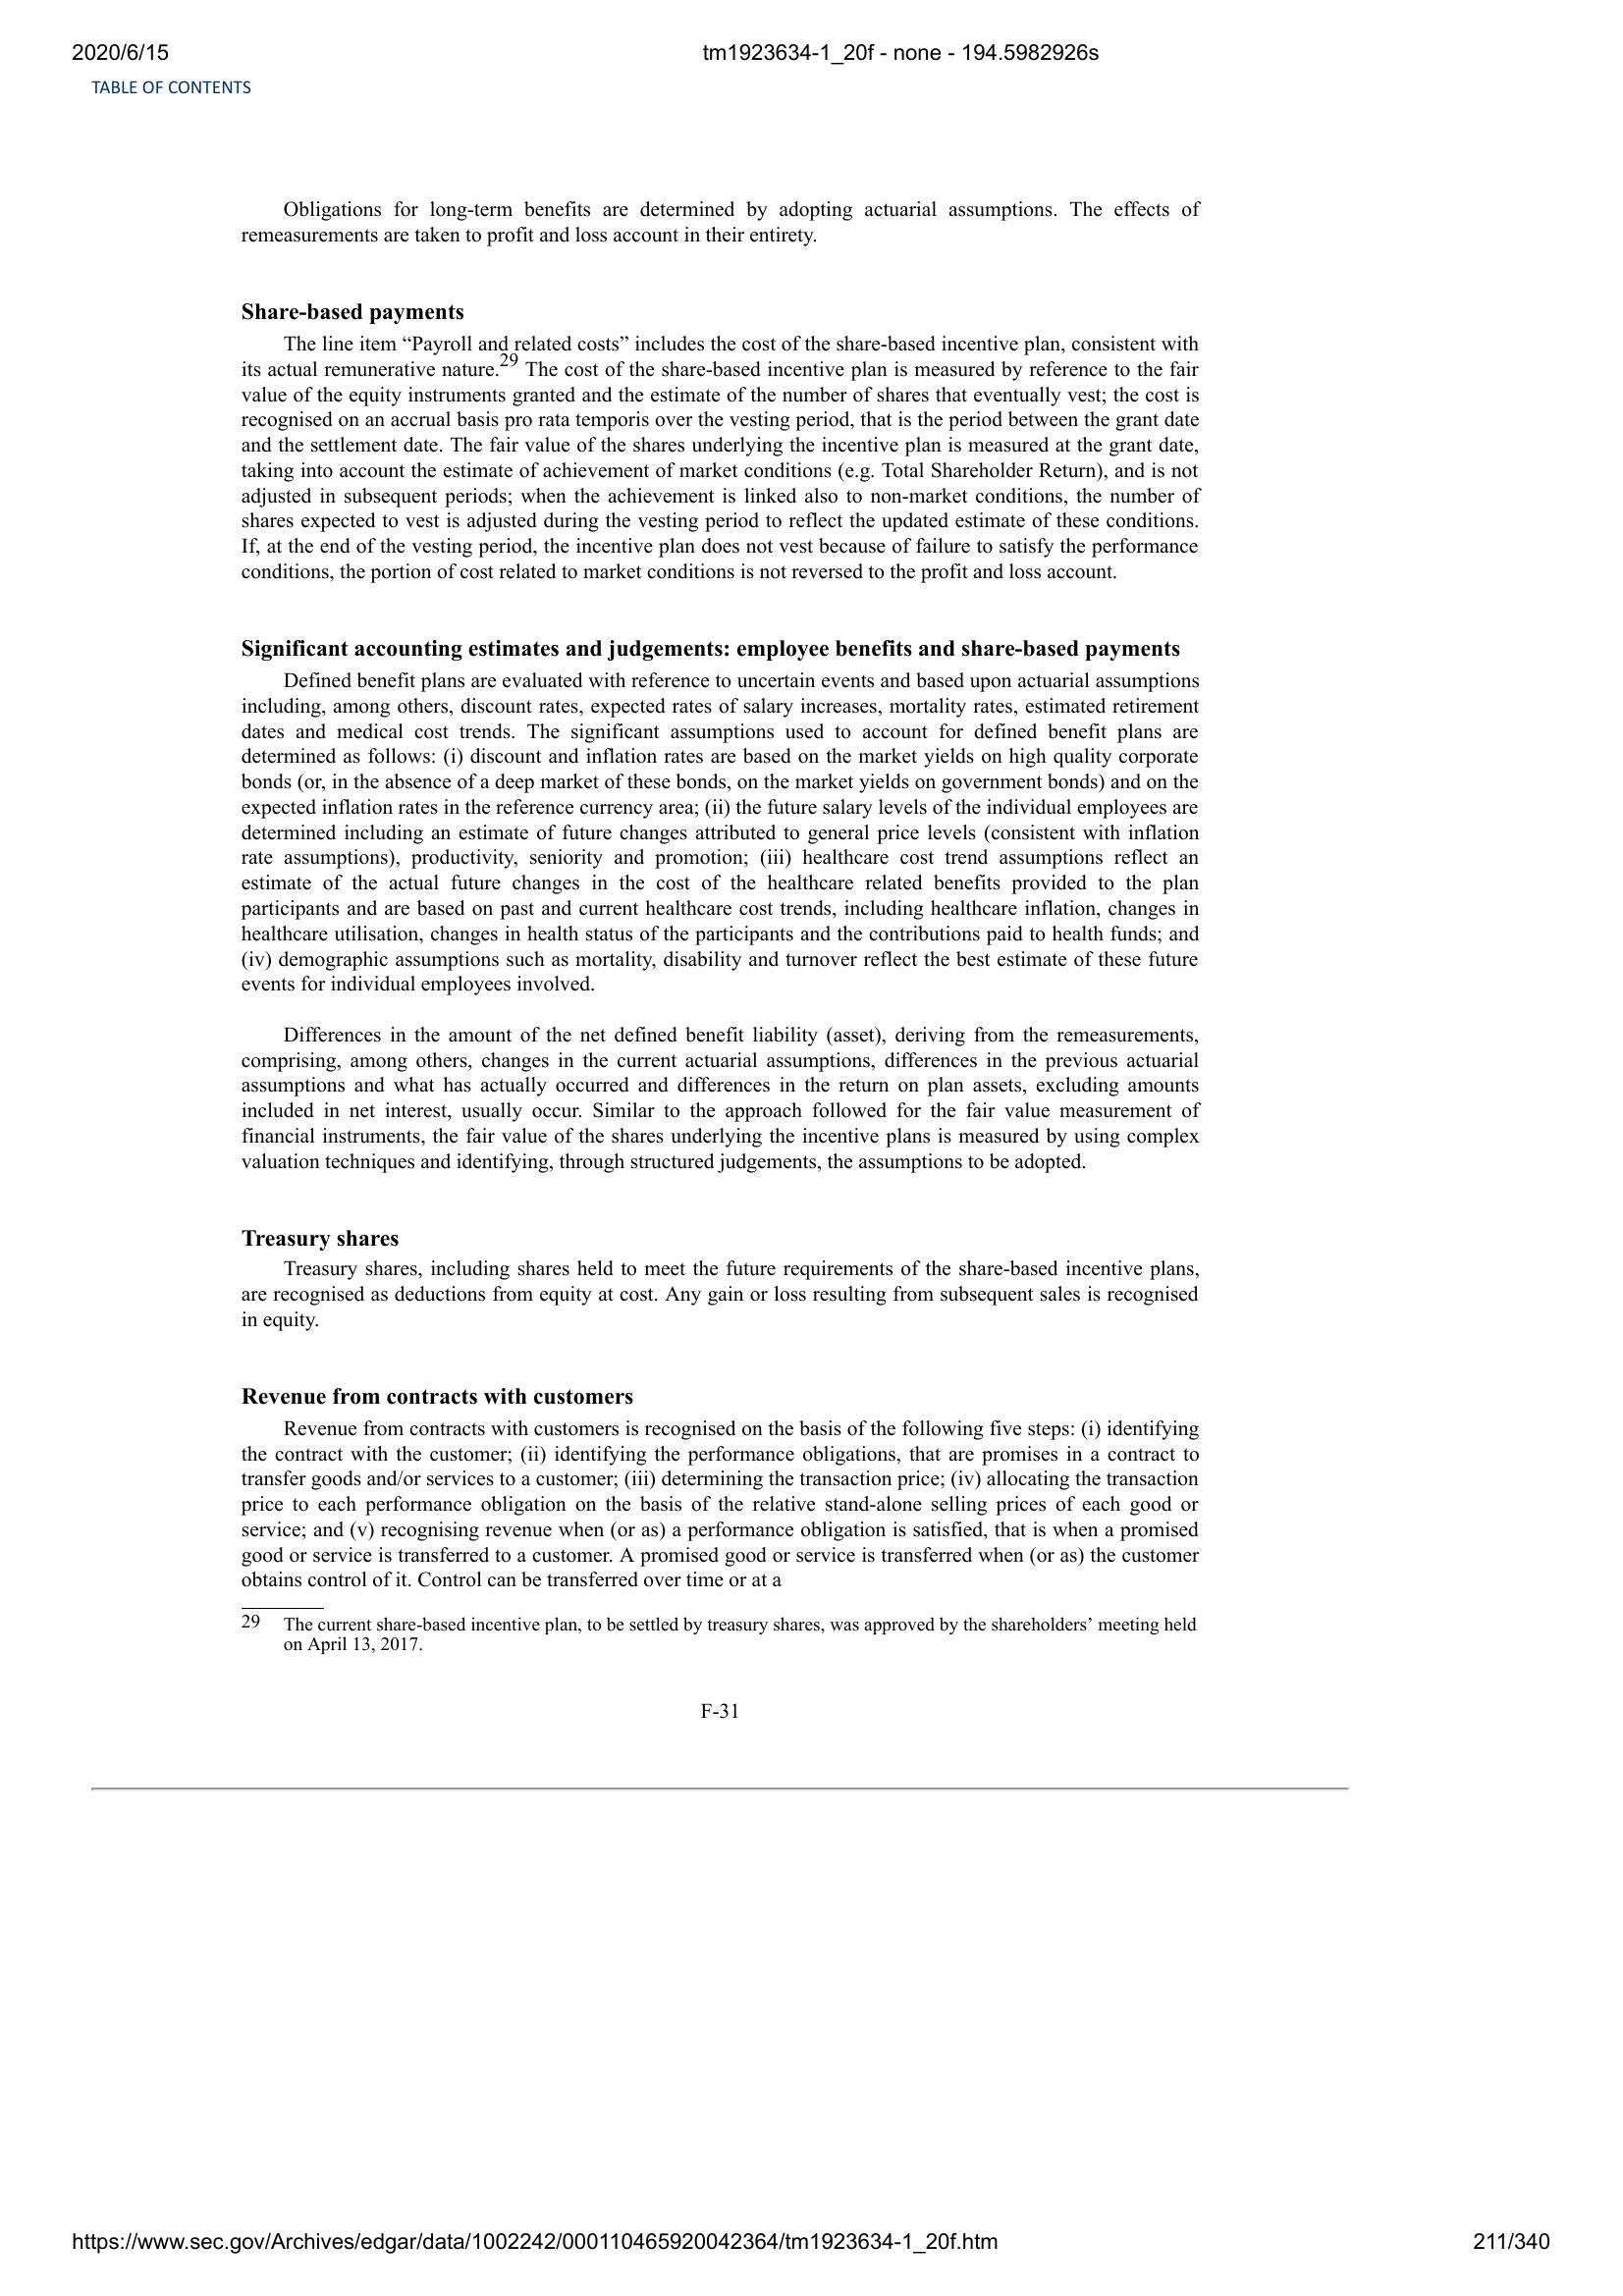 2020/6/15 tm1923634-1_20f - none - 194.5982926s
TABLE OF CONTENTS
Obligations for long-term benefits are determined by adopting actuarial assumptions. The effects of
remeasurements are taken to profit and loss account in their entirety.
Share-based payments
The line item “Payroll and related costs” includes the cost of the share-based incentive plan, consistent with
its actual remunerative nature.29 The cost of the share-based incentive plan is measured by reference to the fair
value of the equity instruments granted and the estimate of the number of shares that eventually vest; the cost is
recognised on an accrual basis pro rata temporis over the vesting period, that is the period between the grant date
and the settlement date. The fair value of the shares underlying the incentive plan is measured at the grant date,
taking into account the estimate of achievement of market conditions (e.g. Total Shareholder Return), and is not
adjusted in subsequent periods; when the achievement is linked also to non-market conditions, the number of
shares expected to vest is adjusted during the vesting period to reflect the updated estimate of these conditions.
If, at the end of the vesting period, the incentive plan does not vest because of failure to satisfy the performance
conditions, the portion of cost related to market conditions is not reversed to the profit and loss account.
Significant accounting estimates and judgements: employee benefits and share-based payments
Defined benefit plans are evaluated with reference to uncertain events and based upon actuarial assumptions
including, among others, discount rates, expected rates of salary increases, mortality rates, estimated retirement
dates and medical cost trends. The significant assumptions used to account for defined benefit plans are
determined as follows: (i) discount and inflation rates are based on the market yields on high quality corporate
bonds (or, in the absence of a deep market of these bonds, on the market yields on government bonds) and on the
expected inflation rates in the reference currency area; (ii) the future salary levels of the individual employees are
determined including an estimate of future changes attributed to general price levels (consistent with inflation
rate assumptions), productivity, seniority and promotion; (iii) healthcare cost trend assumptions reflect an
estimate of the actual future changes in the cost of the healthcare related benefits provided to the plan
participants and are based on past and current healthcare cost trends, including healthcare inflation, changes in
healthcare utilisation, changes in health status of the participants and the contributions paid to health funds; and
(iv) demographic assumptions such as mortality, disability and turnover reflect the best estimate of these future
events for individual employees involved.
Differences in the amount of the net defined benefit liability (asset), deriving from the remeasurements,
comprising, among others, changes in the current actuarial assumptions, differences in the previous actuarial
assumptions and what has actually occurred and differences in the return on plan assets, excluding amounts
included in net interest, usually occur. Similar to the approach followed for the fair value measurement of
financial instruments, the fair value of the shares underlying the incentive plans is measured by using complex
valuation techniques and identifying, through structured judgements, the assumptions to be adopted.
Treasury shares
Treasury shares, including shares held to meet the future requirements of the share-based incentive plans,
are recognised as deductions from equity at cost. Any gain or loss resulting from subsequent sales is recognised
in equity.
Revenue from contracts with customers
Revenue from contracts with customers is recognised on the basis of the following five steps: (i) identifying
the contract with the customer; (ii) identifying the performance obligations, that are promises in a contract to
transfer goods and/or services to a customer; (iii) determining the transaction price; (iv) allocating the transaction
price to each performance obligation on the basis of the relative stand-alone selling prices of each good or
service; and (v) recognising revenue when (or as) a performance obligation is satisfied, that is when a promised
good or service is transferred to a customer. A promised good or service is transferred when (or as) the customer
obtains control of it. Control can be transferred over time or at a
29 The current share-based incentive plan, to be settled by treasury shares, was approved by the shareholders’ meeting held
on April 13, 2017.
F-31
https://www.sec.gov/Archives/edgar/data/1002242/000110465920042364/tm1923634-1_20f.htm 211/340